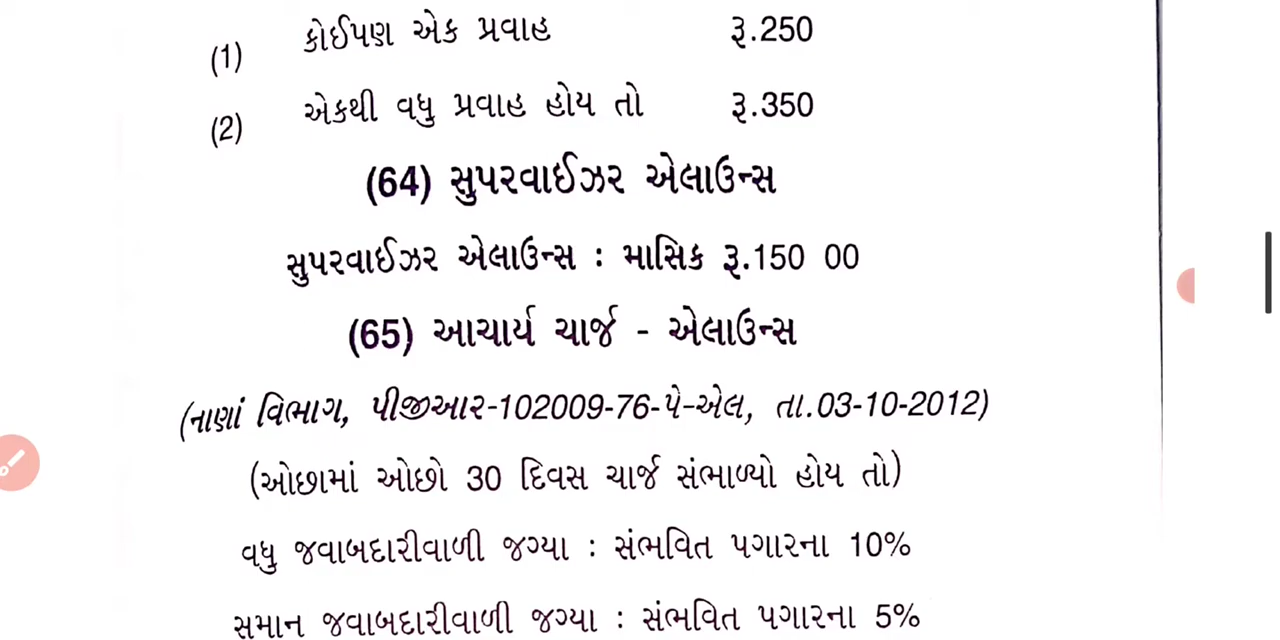 (1) કોઈપણ એક પ્રવાહ રૂ.250
(2) એકથી વધુ પ્રવાહ હોય તો રૂ.350
(64) સુપરવાઈઝર એલાઉન્સ
સુપરવાઈઝર એલાઉન્સ : માસિક રૂ.150 00
(65) આચાર્ય ચાર્જ - એલાઉન્સ
(નાણાં વિભાગ, પીજીઆર-102009-76-પે-એલ, તા.03-10-2012)
(ઓછામાં ઓછો 30 દિવસ ચાર્જ સંભાળ્યો હોય તો)
વધુ જવાબદારીવાળી જગ્યા : સંભવિત પગારના 10%
સમાન જવાબદારીવાળી જગ્યા : સંભવિત પગારના 5%